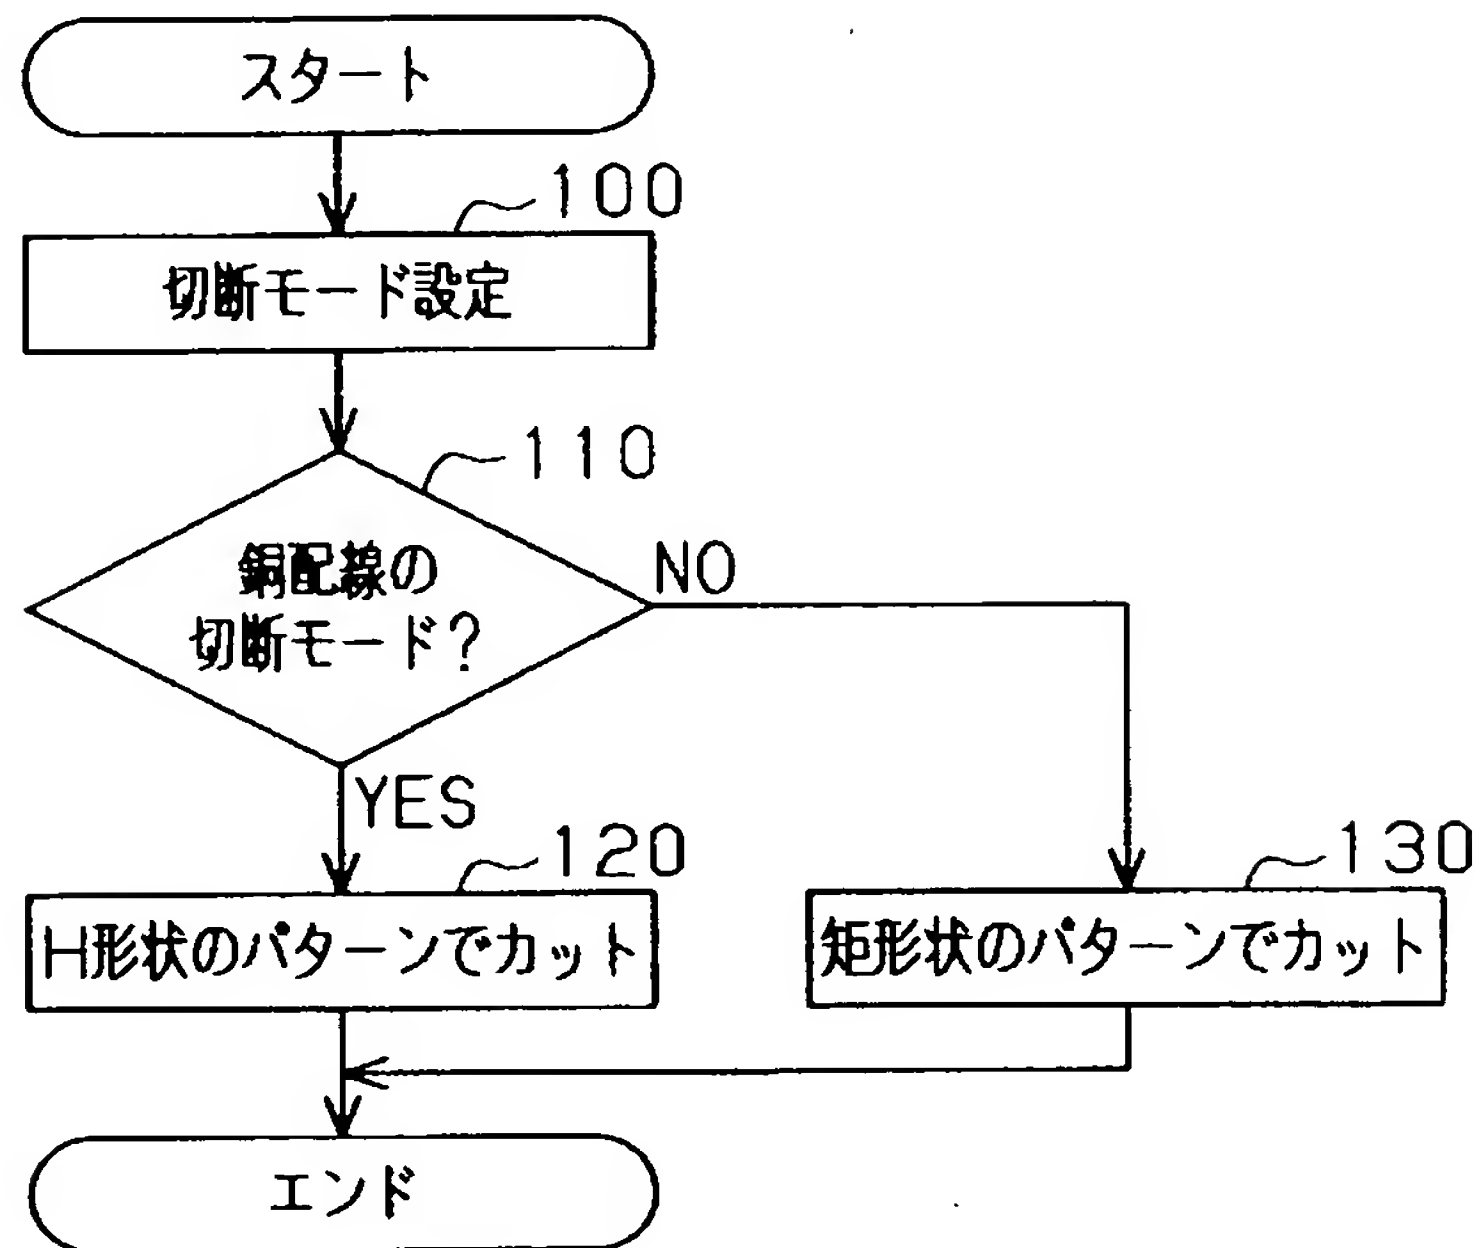 スタート
100
切断モード設定
110
銅配線の
切断モード?
NO
YES
120
H形状のパターンでカット
130
矩形状のパターンでカット
エンド